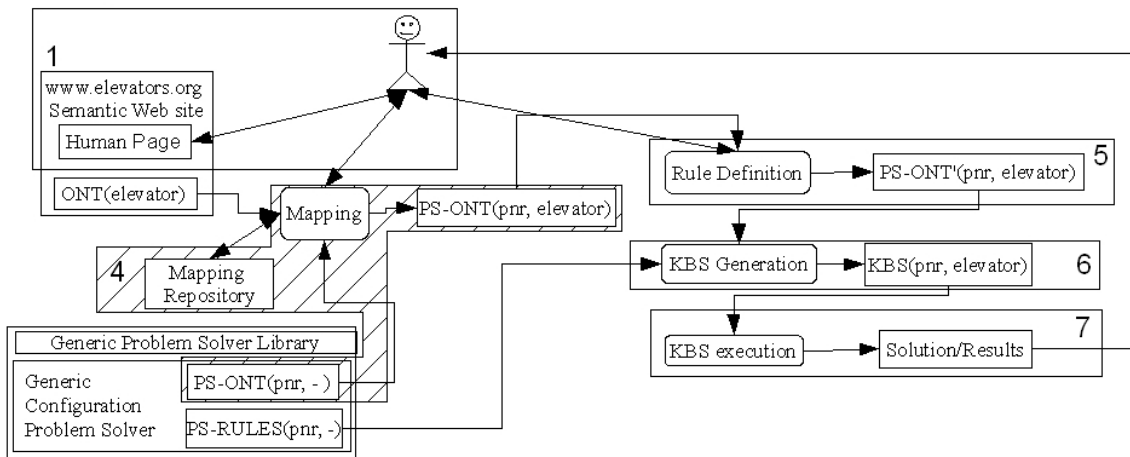 1
www.elevators.org
Semantic Web site
Human Page
ONT(elevator)
Mapping
PS-ONT(pnr, elevator)
4
Mapping
Repository
Generic Problem Solver Library
Generic
Configuration
Problem Solver
PS-ONT(pnr, - )
PS-RULES(pnr, -)
5
Rule Definition
PS-ONT'(pnr, elevator)
KBS Generation
KBS(pnr, elevator)
6
7
KBS execution
Solution/Results